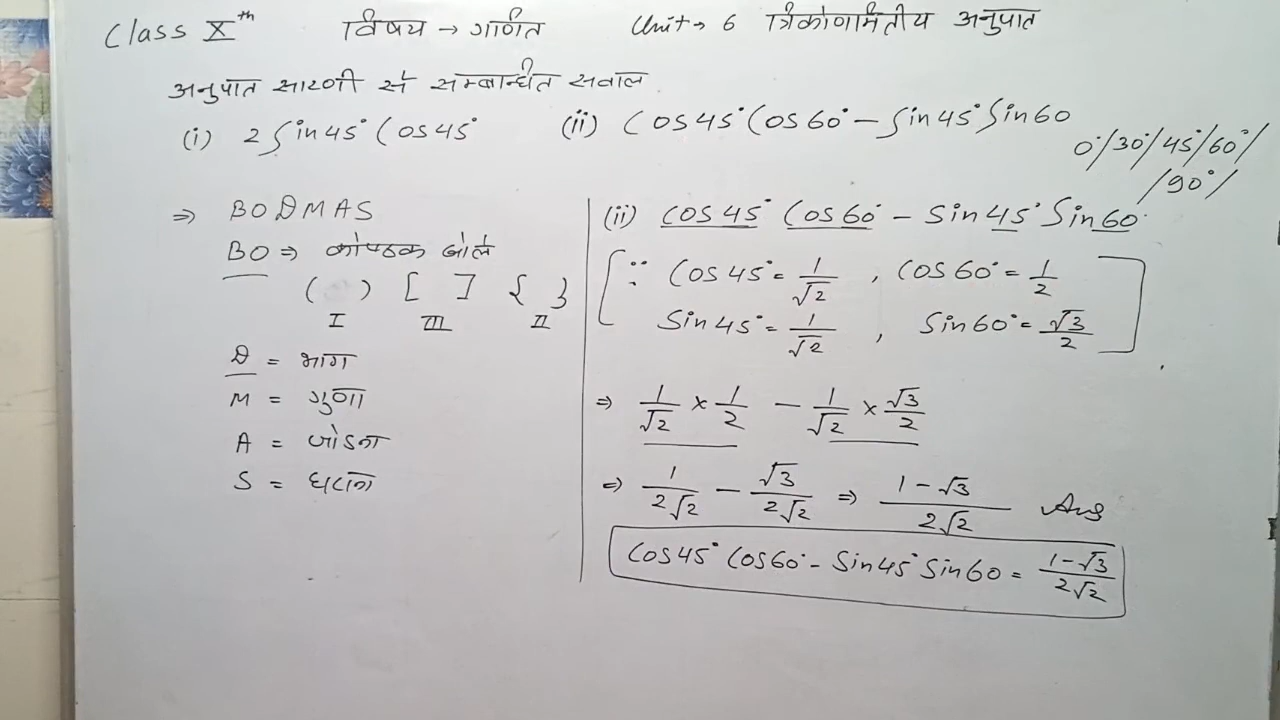 Class Xth विषय → गणित Unit → 6 त्रिकोणमितीय अनुपात
अनुपात सारणी से सम्बान्धित सवाल
(i) 2 Sin45° Cos45° (ii) Cos45° Cos60° - Sin45° Sin60
0°/30°/45°/60°/
/90°/
⇒ BODMAS
BO ⇒ कोष्ठक खोले
( ) [ ] { }
I III II
D = भाग
M = गुणा
A = जोडना
S = घटाना
(ii) Cos45° Cos60° - Sin45° Sin60°
[∵ Cos45° = 1/√2 , Cos60° = 1/2
Sin45° = 1/√2 , Sin60° = √3/2 ]
⇒ 1/√2 × 1/2 - 1/√2 × √3/2
⇒ 1/2√2 - √3/2√2 ⇒ 1-√3/2√2 Ans
Cos45° Cos60° - Sin45° Sin60 = 1-√3/2√2